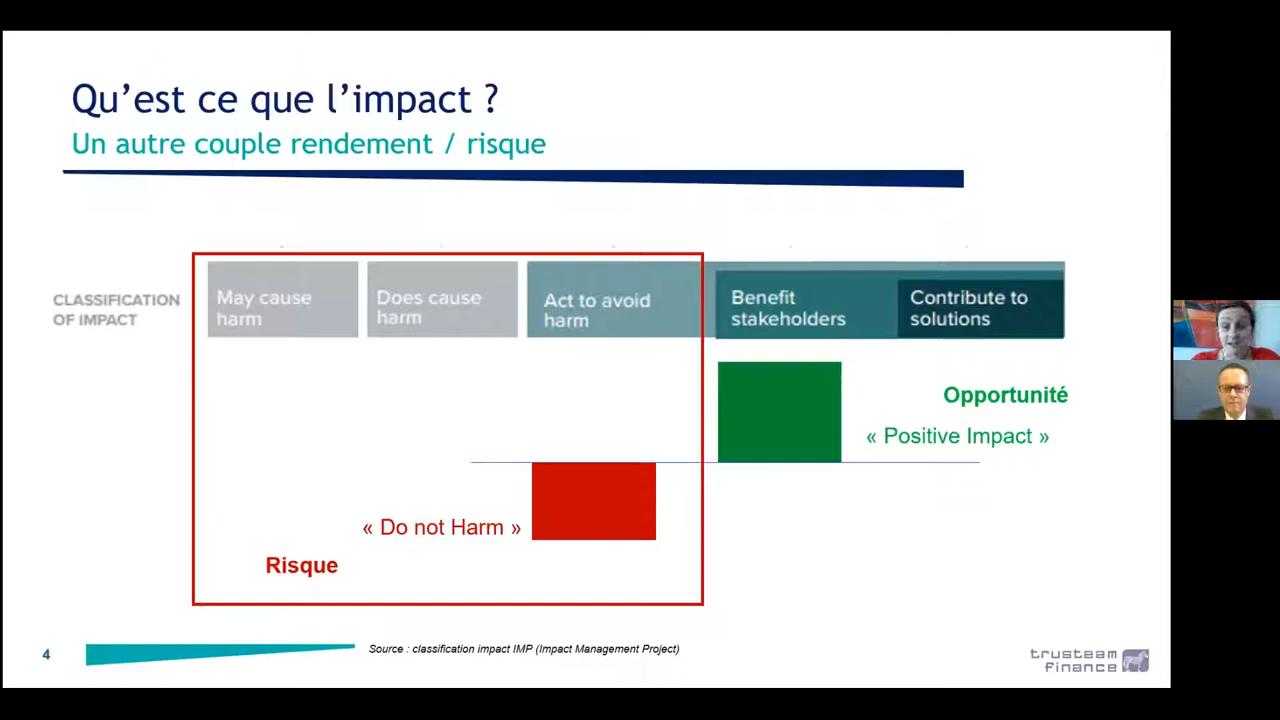 Qu’est ce que l’impact ?
Un autre couple rendement / risque
CLASSIFICATION
OF IMPACT
May cause
harm
Does cause
harm
Act to avoid
harm
Benefit
stakeholders
Contribute to
solutions
Opportunité
« Positive Impact »
« Do not Harm »
Risque
4
Source : classification impact IMP (Impact Management Project)
trusteam
finance